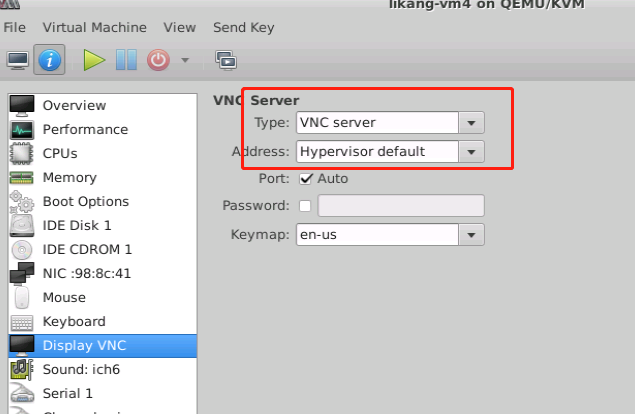 likang-vm4 on QEMU/KVM
File Virtual Machine View Send Key
Overview
Performance
CPUs
Memory
Boot Options
IDE Disk 1
IDE CDROM 1
NIC :98:8c:41
Mouse
Keyboard
Display VNC
Sound: ich6
Serial 1
VNC Server
Type: VNC server
Address: Hypervisor default
Port: Auto
Password:
Keymap: en-us